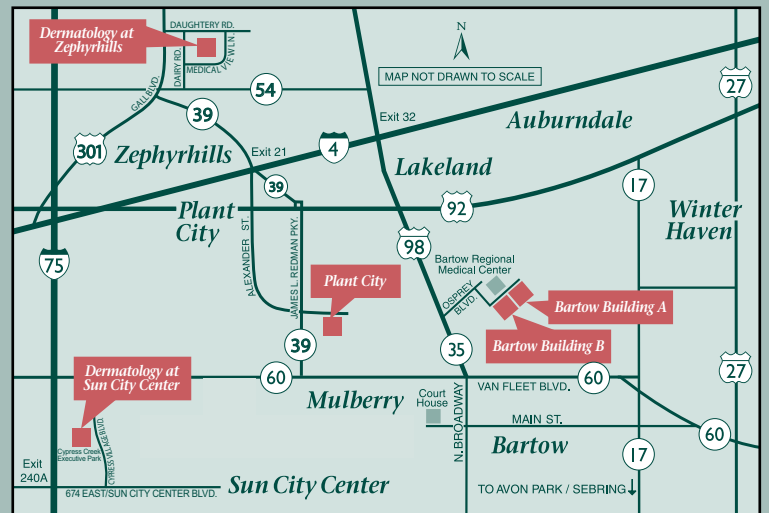 DAUGHTERY RD.
Dermatology at
Zephyrhills
DAIRY RD.
MEDICAL
VIEW LN.
N
MAP NOT DRAWN TO SCALE
27
GALL BLVD.
54
39
Exit 32
Auburndale
301
Zephyrhills
Exit 21
4
Lakeland
39
17
Plant
City
92
Winter
Haven
ALEXANDER ST.
JAMES L. REDMAN PKY.
98
75
Bartow Regional
Medical Center
Plant City
OSPREY
BLVD.
Bartow Building A
39
35
Bartow Building B
Dermatology at
Sun City Center
60
VAN FLEET BLVD.
60
27
Mulberry
Court
House
N. BROADWAY
MAIN ST.
60
Cypress Creek
Executive Park
CYPRESS VILLAGE BLVD.
Bartow
17
Exit
240A
674 EAST/SUN CITY CENTER BLVD.
Sun City Center
TO AVON PARK / SEBRING